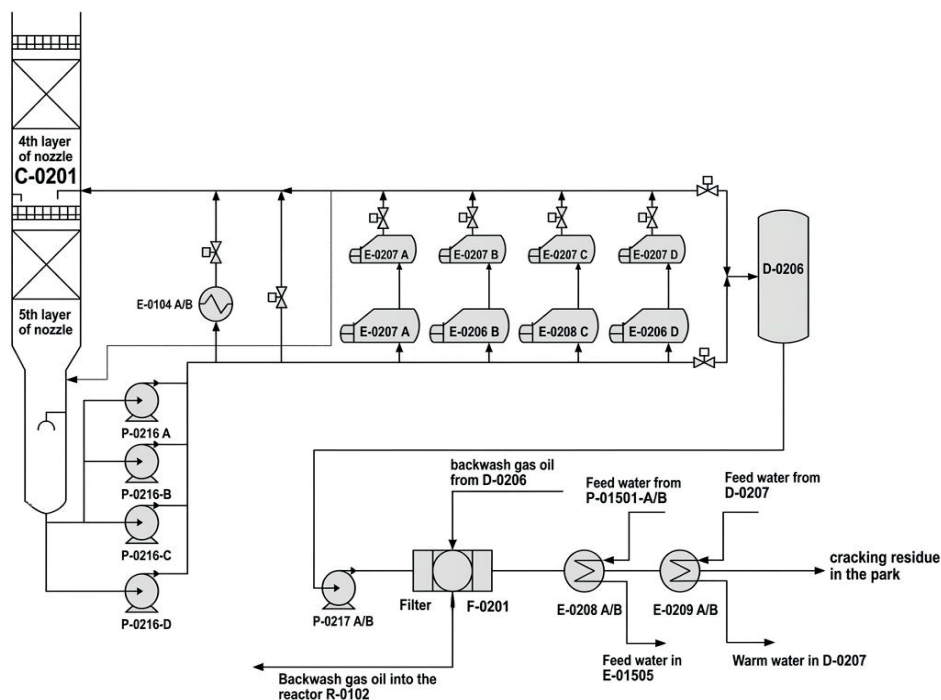 4th layer
of nozzle
C-0201
5th layer
of nozzle
E-0104 A/B
E-0207 A
E-0207 B
E-0207 C
E-0207 D
E-0207 A
E-0206 B
E-0208 C
E-0206 D
D-0206
P-0216 A
P-0216-B
P-0216-C
P-0216-D
backwash gas oil
from D-0206
Feed water from
P-01501-A/B
Feed water from
D-0207
cracking residue
in the park
P-0217 A/B
Filter
F-0201
E-0208 A/B
E-0209 A/B
Backwash gas oil into the
reactor R-0102
Feed water in
E-01505
Warm water in D-0207